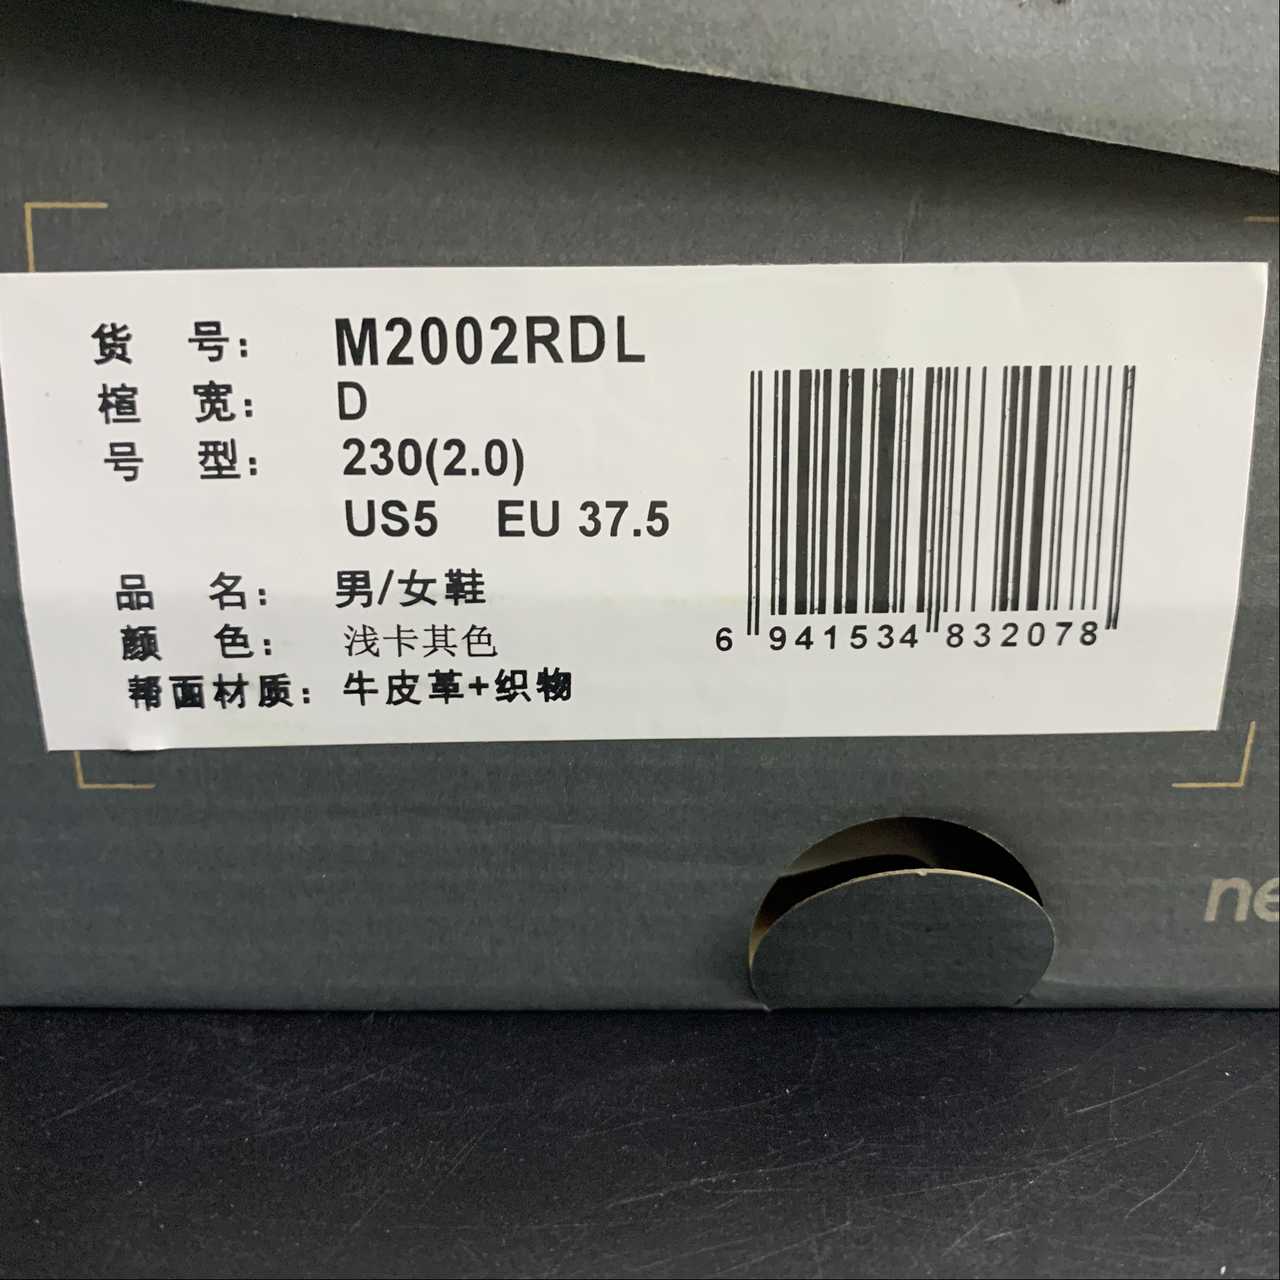 货 号： M2002RDL
楦 宽： D
号 型： 230(2.0)
US5 EU 37.5
品 名： 男/女鞋
颜 色： 浅卡其色
帮面材质： 牛皮革+织物
6 941534 832078
ne